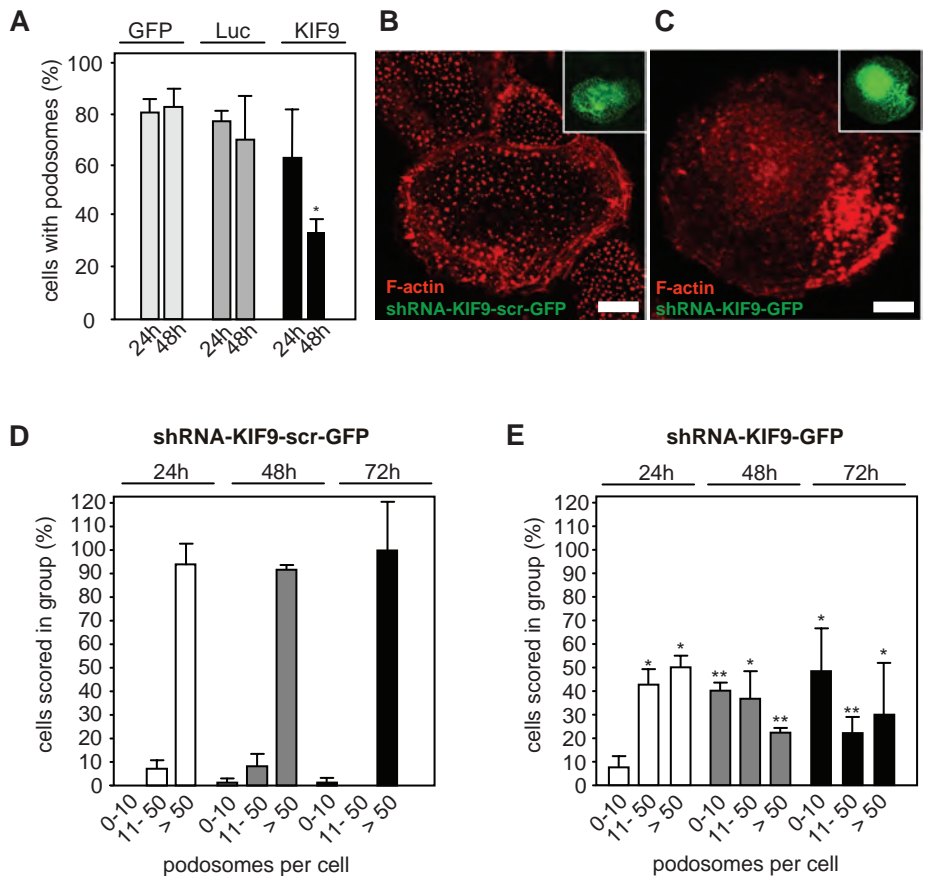 A
GFP Luc KIF9
cells with podosomes (%)
100
80
60
40
20
0
*
24h 48h 24h 48h 24h 48h
B
F-actin
shRNA-KIF9-scr-GFP
C
F-actin
shRNA-KIF9-GFP
D
shRNA-KIF9-scr-GFP
24h 48h 72h
cells scored in group (%)
120
110
100
90
80
70
60
50
40
30
20
10
0
0-10 11- 50 > 50 0-10 11- 50 > 50 0-10 11- 50 > 50
podosomes per cell
E
shRNA-KIF9-GFP
24h 48h 72h
cells scored in group (%)
120
110
100
90
80
70
60
50
40
30
20
10
0
* * ** * ** * ** *
0-10 11- 50 > 50 0-10 11- 50 > 50 0-10 11- 50 > 50
podosomes per cell